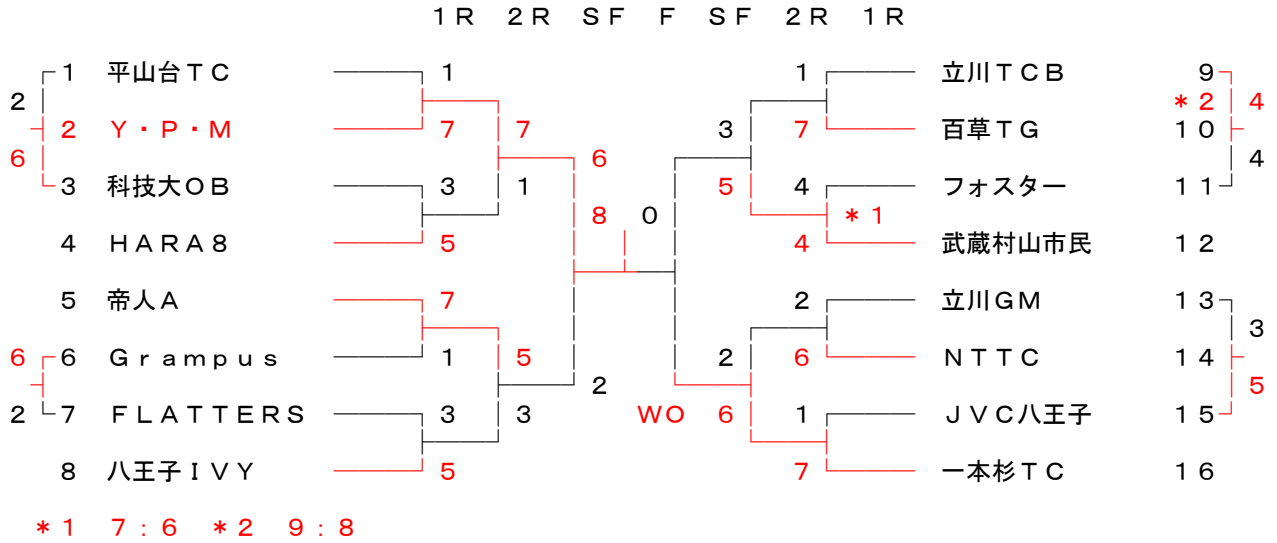 １Ｒ ２Ｒ ＳＦ Ｆ ＳＦ ２Ｒ １Ｒ
１ 平山台ＴＣ １ １ 立川ＴＣＢ ９
２ ＊２ ４
３
２ Ｙ・Ｐ・Ｍ ７ ７ ７ 百草ＴＧ １０
６ ６ ４
３ 科技大ＯＢ ３ １ ５ ４ フォスター １１
８ ０ ＊１
４ ＨＡＲＡ８ ５ ４ 武蔵村山市民 １２
５ 帝人Ａ ７ ２ 立川ＧＭ １３
３
６ ６ Ｇｒａｍｐｕｓ １ ５ ２ ６ ＮＴＴＣ １４
２ ５
２ ７ ＦＬＡＴＴＥＲＳ ３ ３ ＷＯ ６ １ ＪＶＣ八王子 １５
８ 八王子ＩＶＹ ５ ７ 一本杉ＴＣ １６
＊１ ７：６ ＊２ ９：８